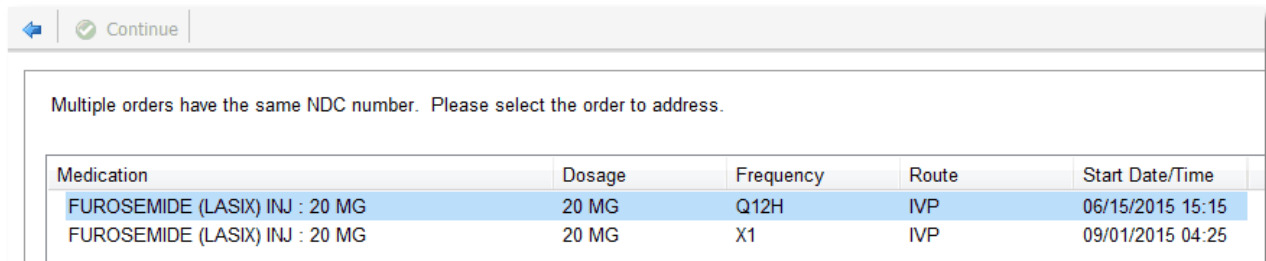 Continue
Multiple orders have the same NDC number.  Please select the order to address.
Medication Dosage Frequency Route Start Date/Time
FUROSEMIDE (LASIX) INJ : 20 MG 20 MG Q12H IVP 06/15/2015 15:15
FUROSEMIDE (LASIX) INJ : 20 MG 20 MG X1 IVP 09/01/2015 04:25